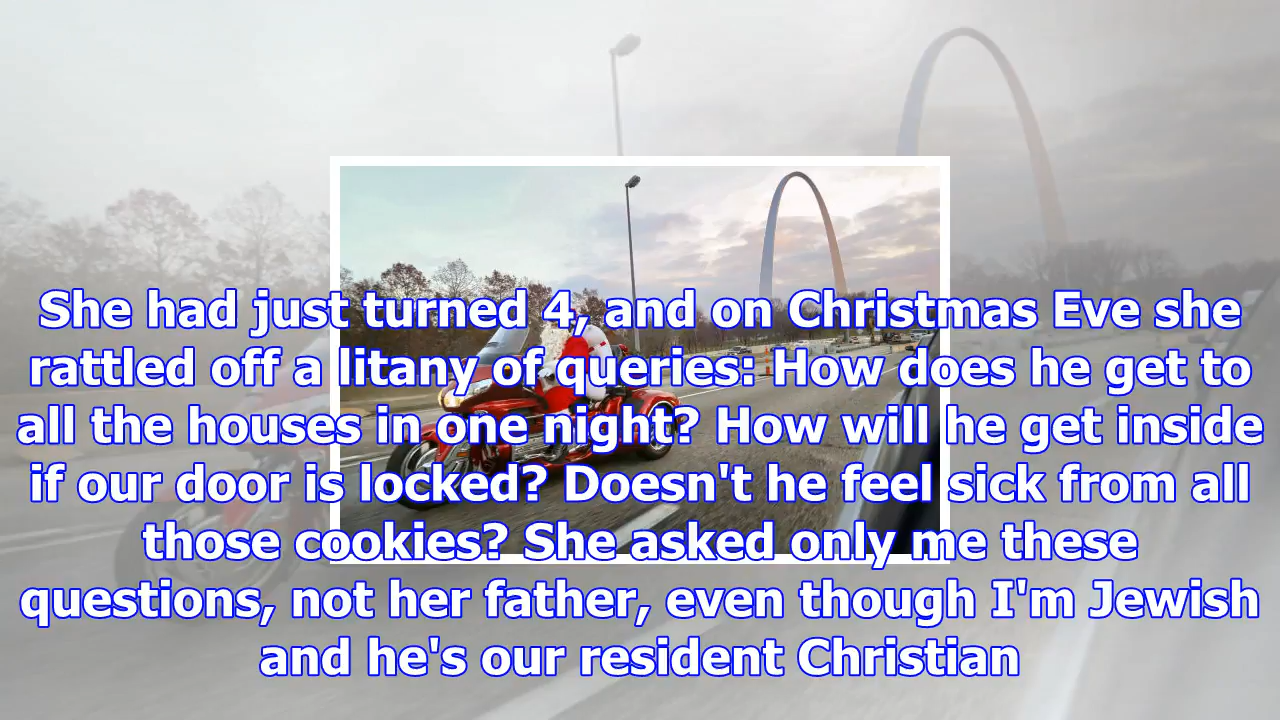 She had just turned 4, and on Christmas Eve she
rattled off a litany of queries: How does he get to
all the houses in one night? How will he get inside
if our door is locked? Doesn't he feel sick from all
those cookies? She asked only me these
questions, not her father, even though I'm Jewish
and he's our resident Christian